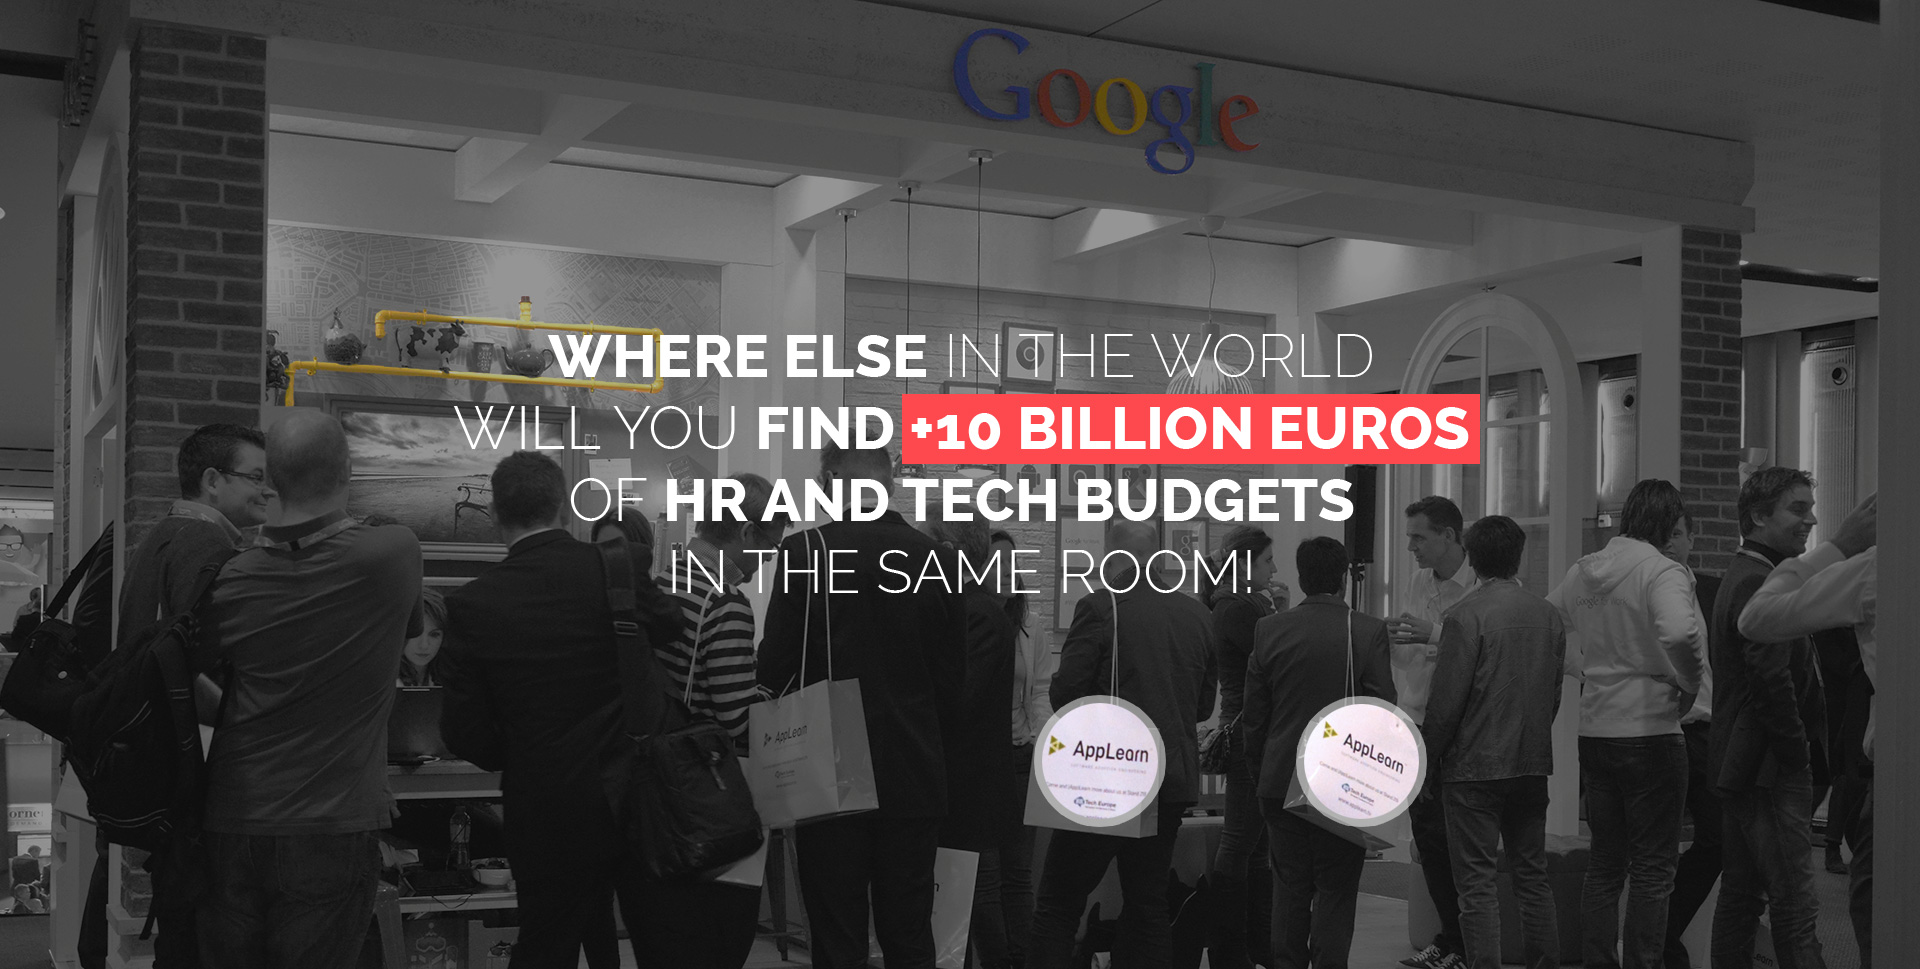 Google
WHERE ELSE IN THE WORLD
WILL YOU FIND +10 BILLION EUROS
OF HR AND TECH BUDGETS
IN THE SAME ROOM!
AppLearn
AppLearn
Tech Europe
AppLearn
Tech Europe